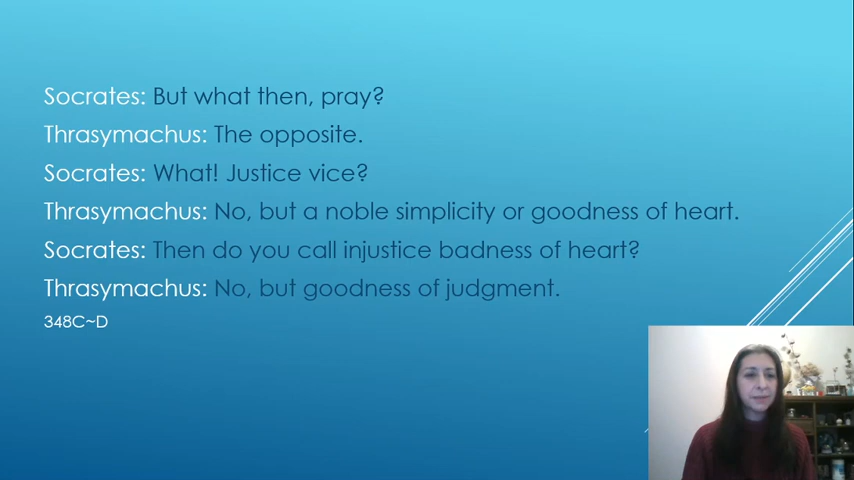 Socrates: But what then, pray?
Thrasymachus: The opposite.
Socrates: What! Justice vice?
Thrasymachus: No, but a noble simplicity or goodness of heart.
Socrates: Then do you call injustice badness of heart?
Thrasymachus: No, but goodness of judgment.
348C~D